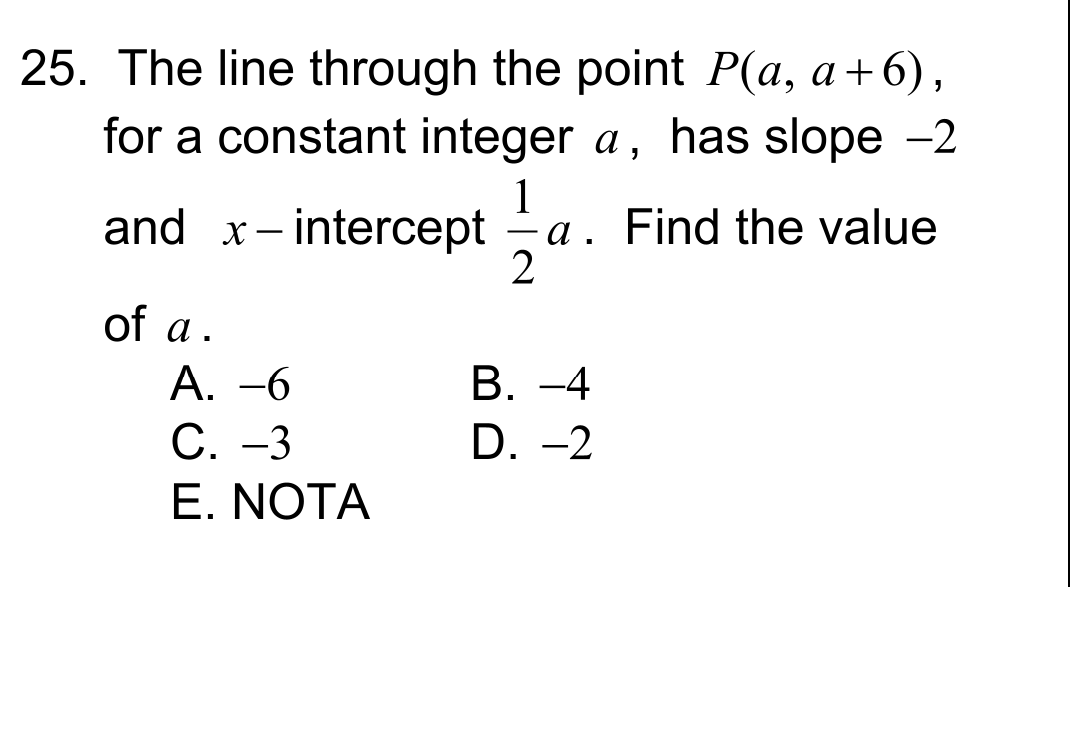 25. The line through the point P(a, a+6),
for a constant integer a, has slope −2
and x−intercept 1/2 a. Find the value
of a.
A. −6 B. −4
C. −3 D. −2
E. NOTA